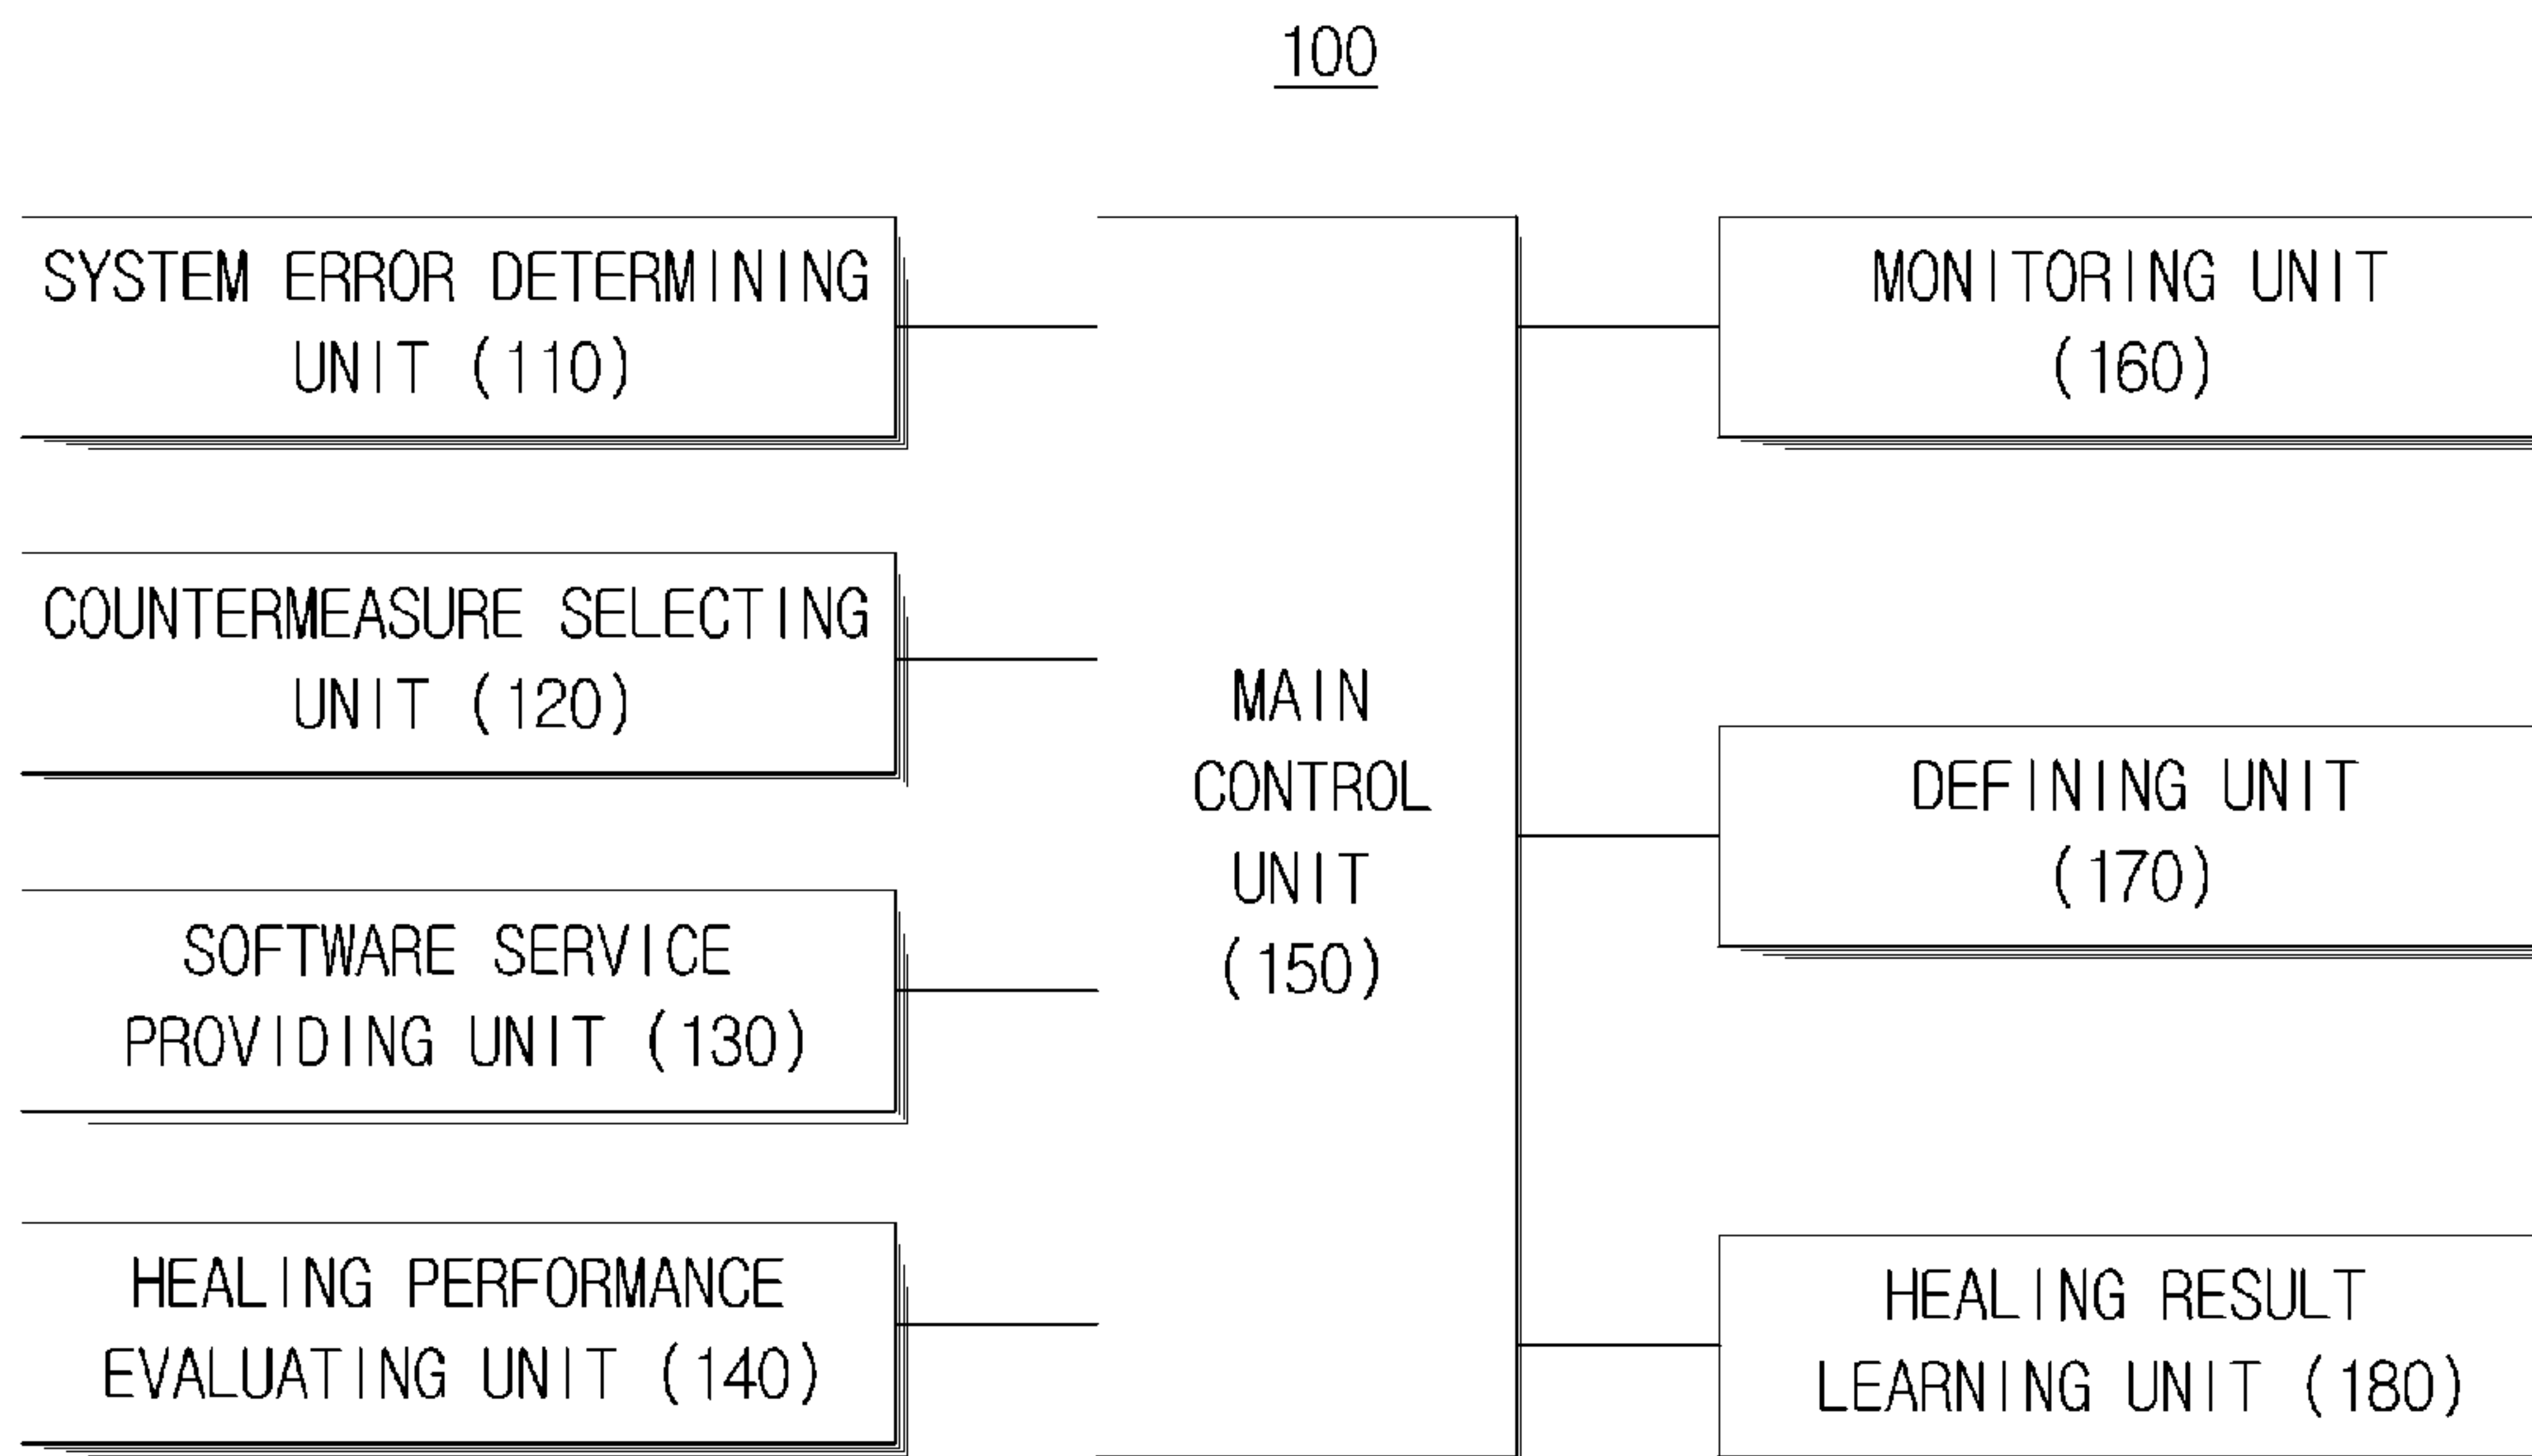 100
SYSTEM ERROR DETERMINING
UNIT (110)
COUNTERMEASURE SELECTING
UNIT (120)
SOFTWARE SERVICE
PROVIDING UNIT (130)
HEALING PERFORMANCE
EVALUATING UNIT (140)
MAIN
CONTROL
UNIT
(150)
MONITORING UNIT
(160)
DEFINING UNIT
(170)
HEALING RESULT
LEARNING UNIT (180)